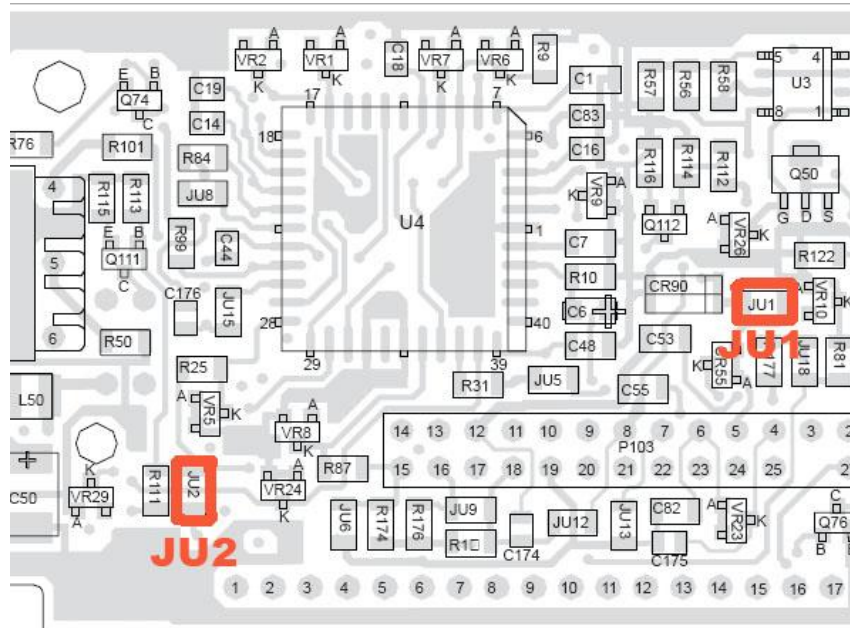 A A A A
VR2 VR1 C18 VR7 VR6 R9
K K K K
5 4
U3
8 1
C1 R57 R56 R58
E B
Q74
C
C19
17 7
C14
C83
18 6
R76 R101
R84
C16
R116 R114 R112
Q50
G D S
4
R115 R113
JU8
K VR9 A
U4
1
Q112
A VR26 K
E B
Q111
C
R99 C44
C7
R122
5
R10
CR90
C176
JU15
JU1
A VR10 K
28 40
C6
6
R50
C48
C53
JU1
29 39
R25
K A
JU18 R81
R31 JU5 C55
L50
A VR5 K
A
VR8
K
14 13 12 11 10 9 8 7 6 5 4 3
P103
15 16 17 18 19 20 21 22 23 24 25
K
VR29
A
C50
R111 JU2
A
VR24
K
R87
JU6 R174 R176 JU9 JU12 JU13 C82
A VR23 K
C
Q76
B
C174 C175
JU2
1 2 3 4 5 6 7 8 9 10 11 12 13 14 15 16 17